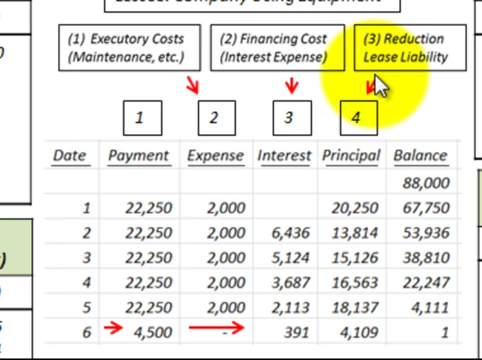 Lessee: Company Using Equipment
(1) Executory Costs
(Maintenance, etc.)
(2) Financing Cost
(Interest Expense)
(3) Reduction
Lease Liability
1 2 3 4
Date Payment Expense Interest Principal Balance
88,000
1 22,250 2,000 20,250 67,750
2 22,250 2,000 6,436 13,814 53,936
3 22,250 2,000 5,124 15,126 38,810
4 22,250 2,000 3,687 16,563 22,247
5 22,250 2,000 2,113 18,137 4,111
6 4,500 - 391 4,109 1